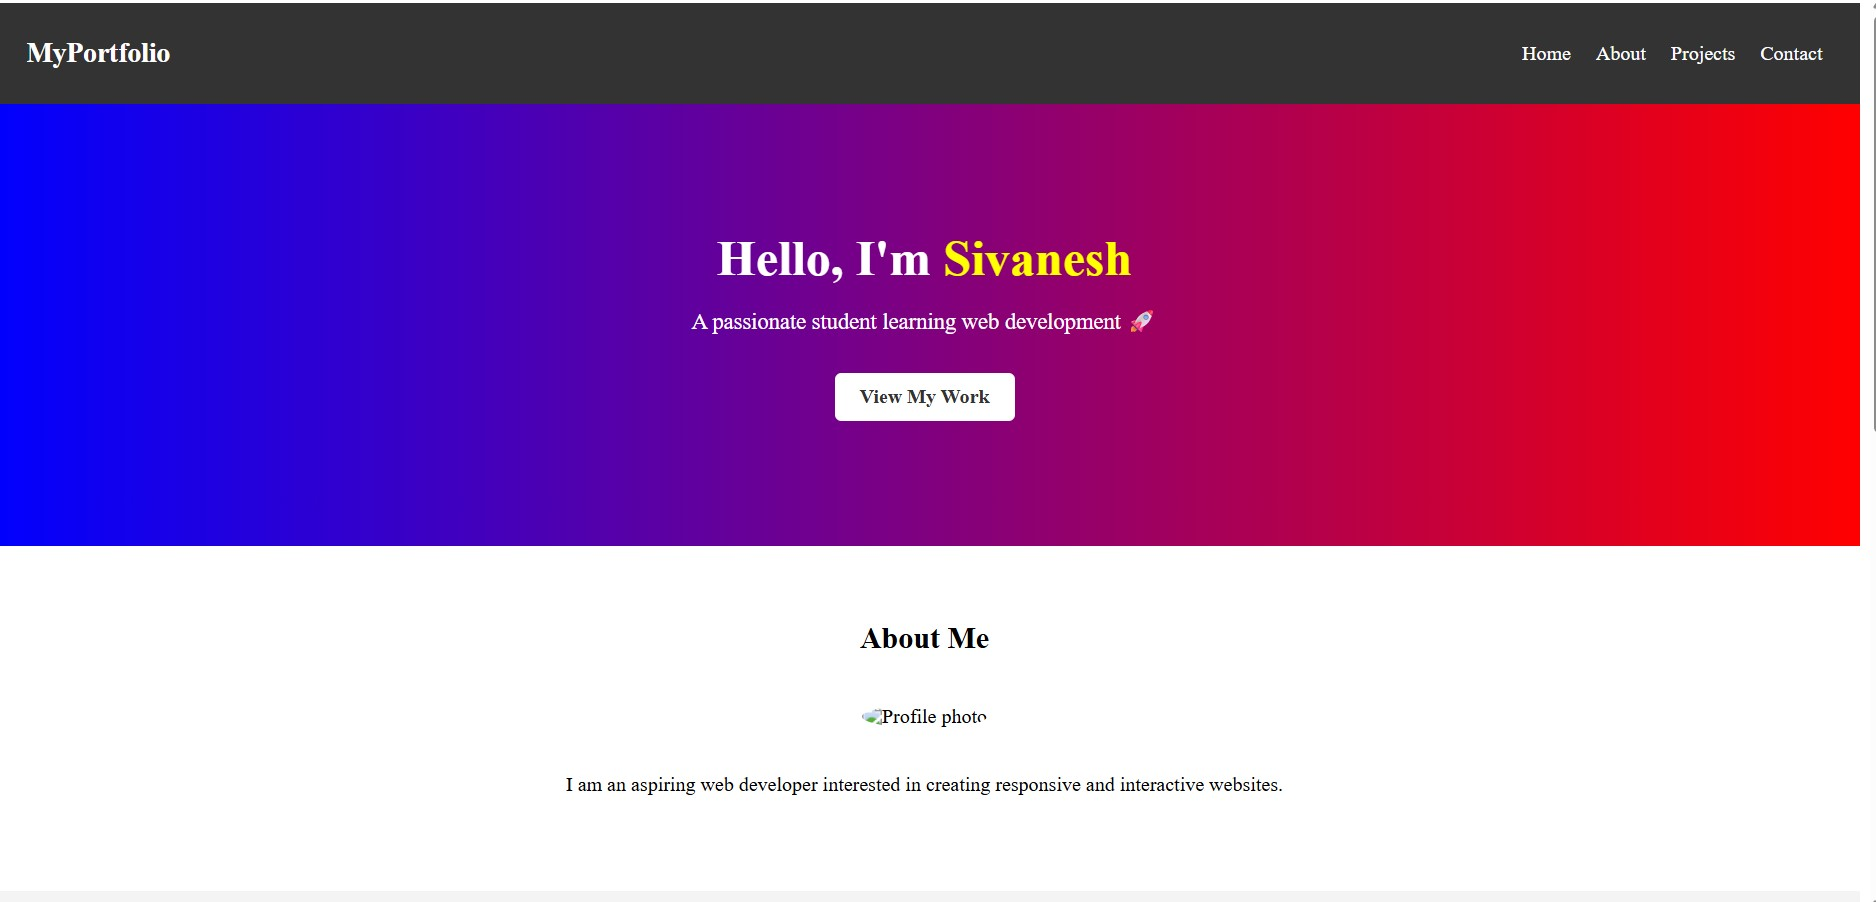 MyPortfolio
Home About Projects Contact
Hello, I'm Sivanesh
A passionate student learning web development 🚀
View My Work
About Me
Profile photo
I am an aspiring web developer interested in creating responsive and interactive websites.